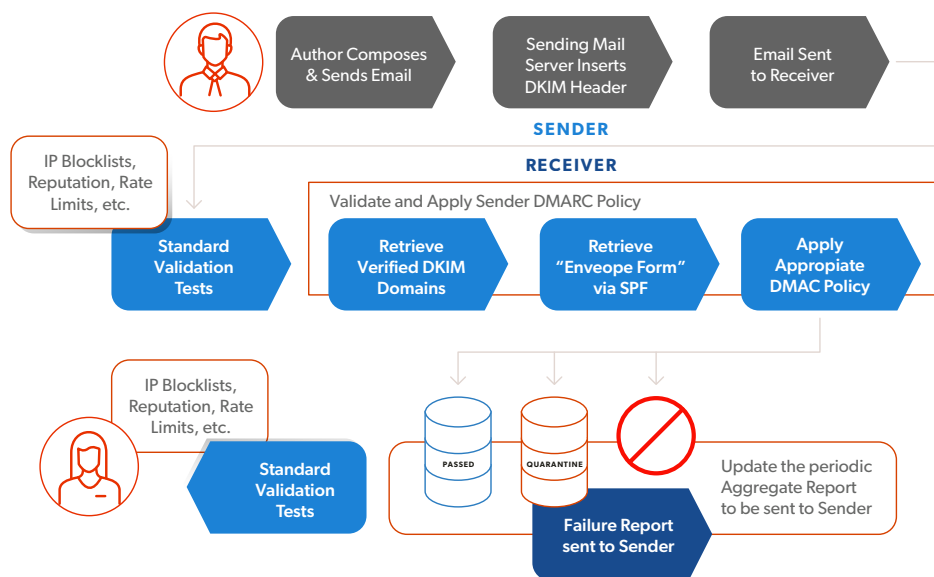 Author Composes
& Sends Email
Sending Mail
Server Inserts
DKIM Header
Email Sent
to Receiver
SENDER
RECEIVER
IP Blocklists,
Reputation, Rate
Limits, etc.
Validate and Apply Sender DMARC Policy
Standard
Validation
Tests
Retrieve
Verified DKIM
Domains
Retrieve
“Enveope Form”
via SPF
Apply
Appropiate
DMAC Policy
IP Blocklists,
Reputation, Rate
Limits, etc.
Standard
Validation
Tests
PASSED
QUARANTINE
Update the periodic
Aggregate Report
to be sent to Sender
Failure Report
sent to Sender